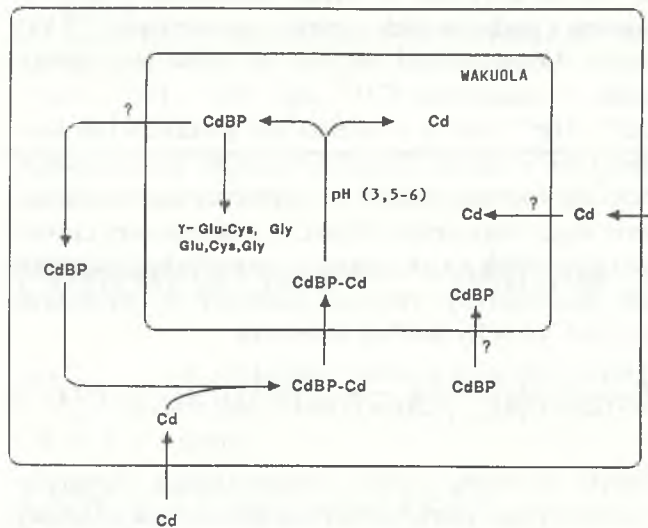 WAKUOLA
?
CdBP
Cd
pH (3,5-6)
γ- Glu-Cys, Gly
Glu,Cys,Gly
Cd
?
Cd
CdBP
CdBP-Cd
CdBP
?
CdBP-Cd
CdBP
Cd
Cd